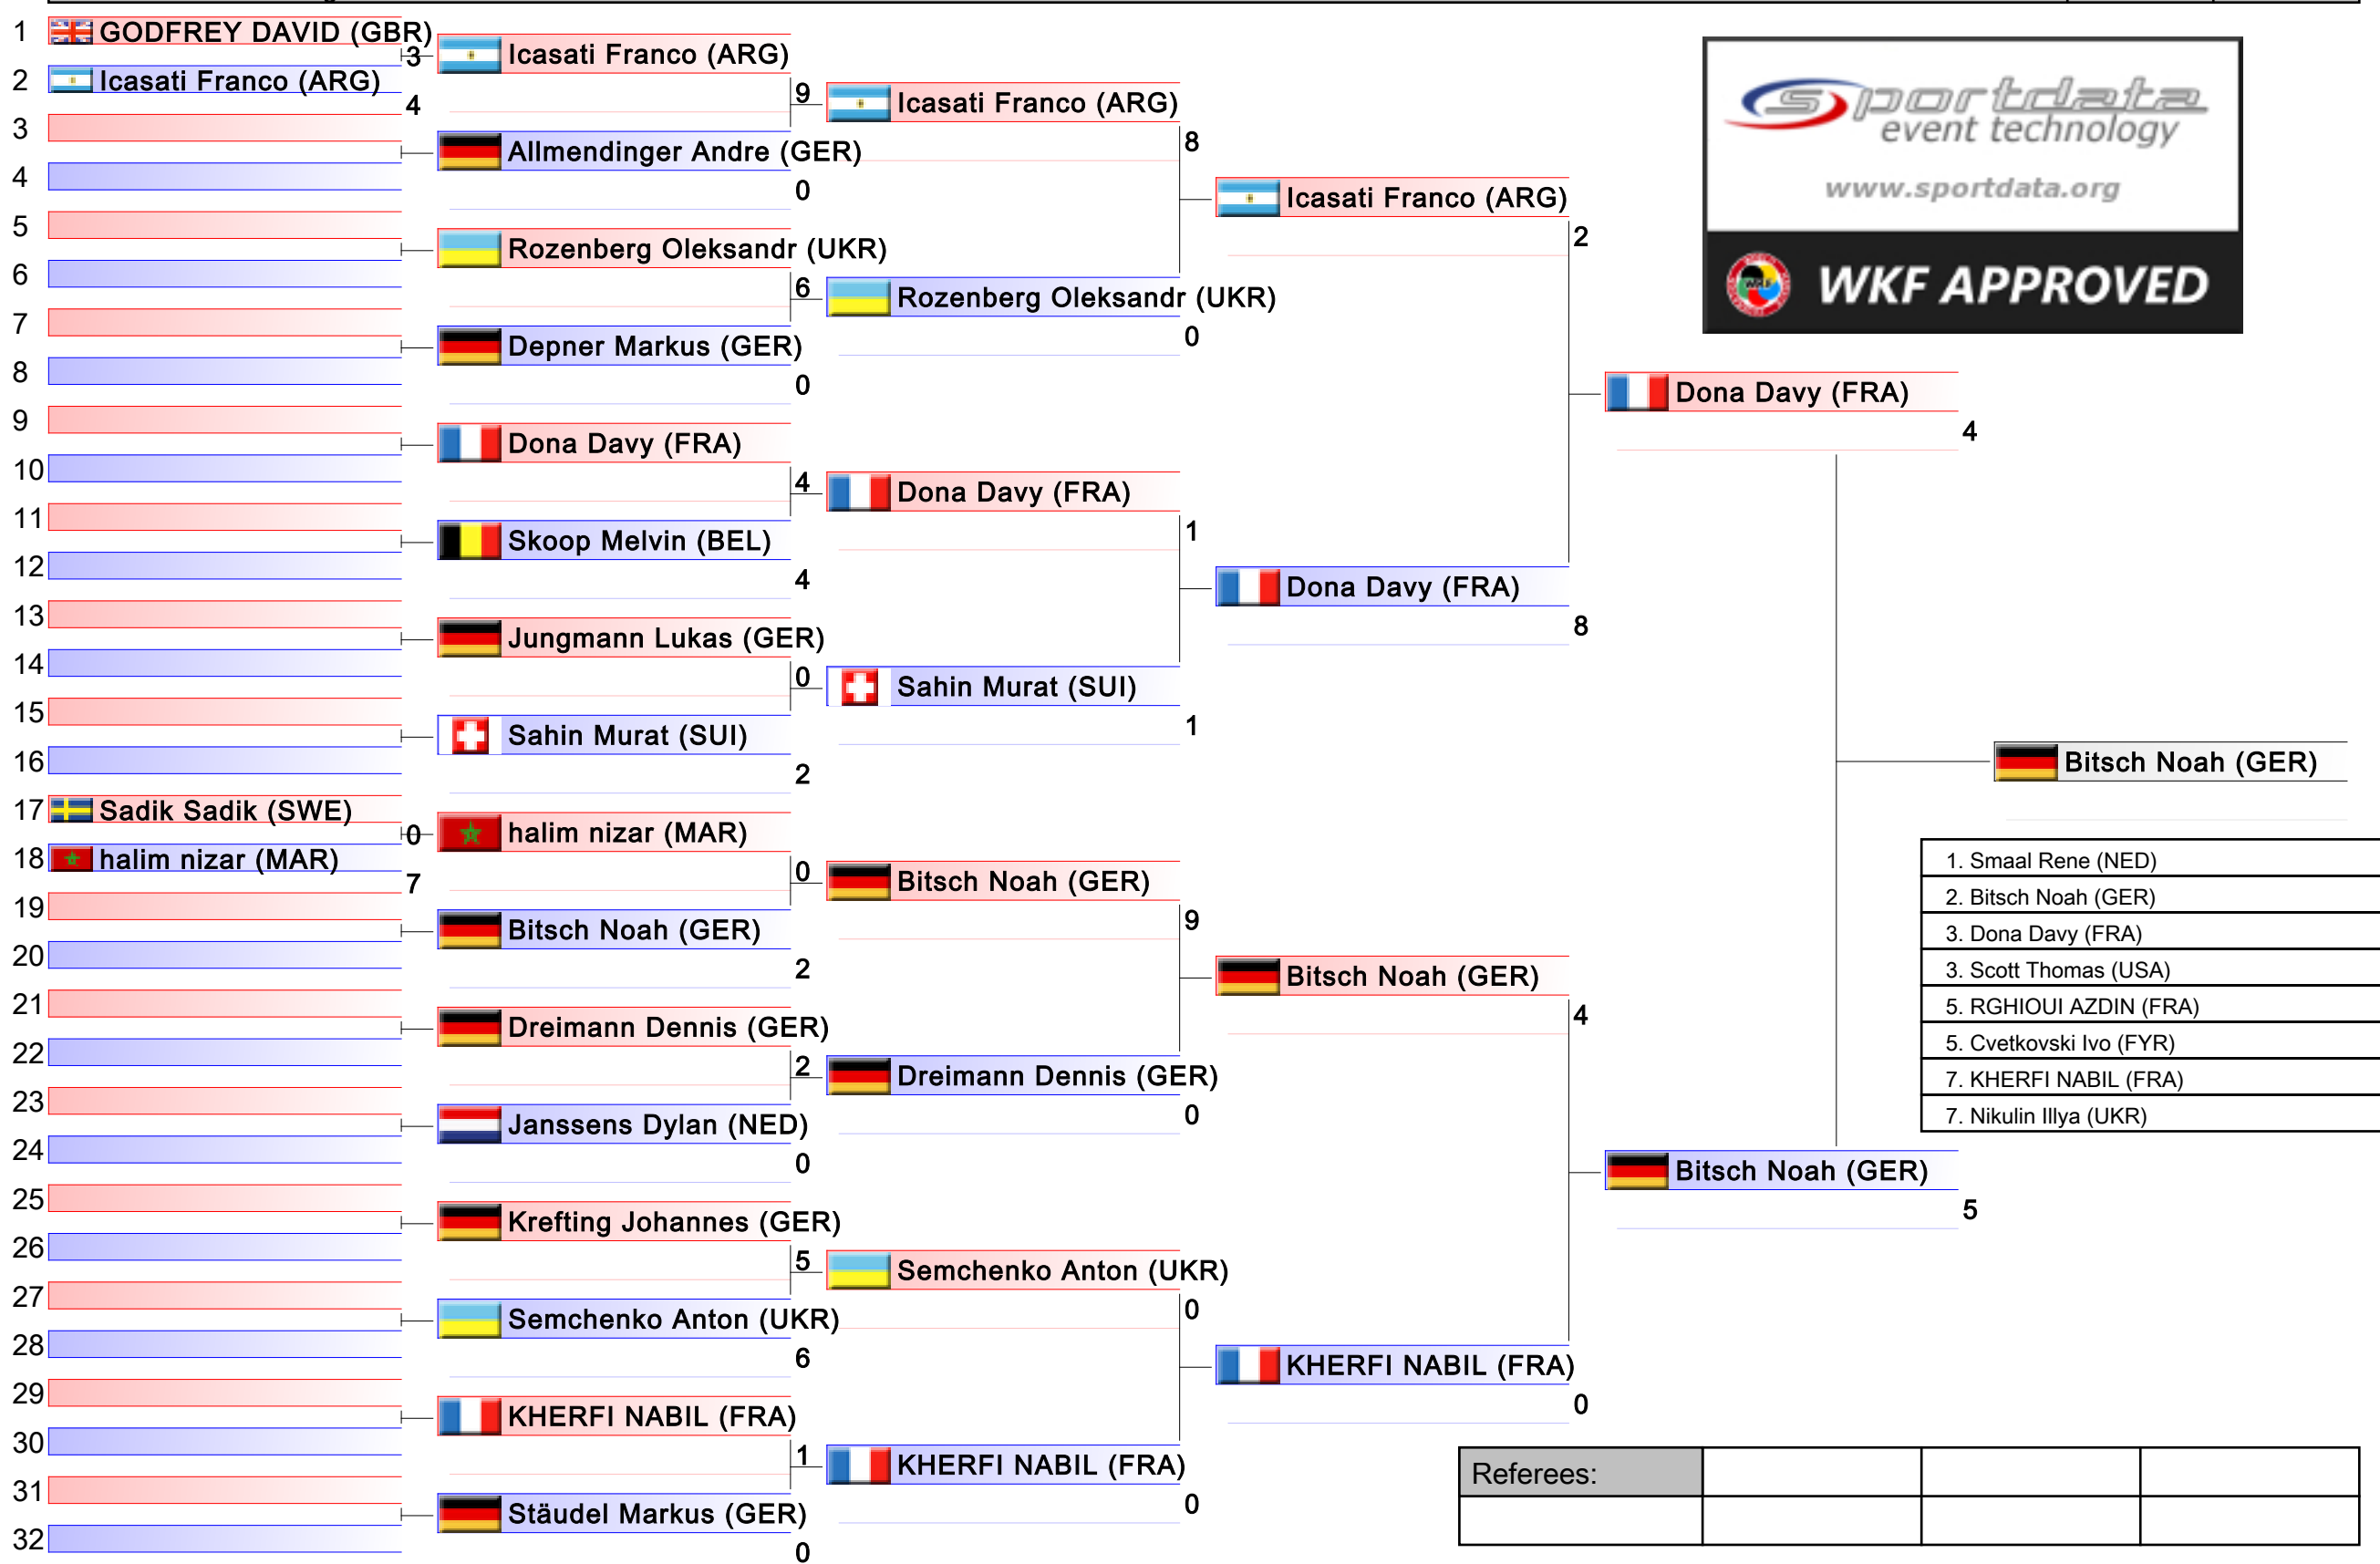 1 GODFREY DAVID (GBR)
3
2 Icasati Franco (ARG)
4
3
4
5
6
7
8
9
10
11
12
13
14
15
16
17 Sadik Sadik (SWE)
0
18 halim nizar (MAR)
7
19
20
21
22
23
24
25
26
27
28
29
30
31
32
Icasati Franco (ARG)
9
Allmendinger Andre (GER)
0
Rozenberg Oleksandr (UKR)
6
Depner Markus (GER)
0
Dona Davy (FRA)
4
Skoop Melvin (BEL)
4
Jungmann Lukas (GER)
0
Sahin Murat (SUI)
2
halim nizar (MAR)
0
Bitsch Noah (GER)
2
Dreimann Dennis (GER)
2
Janssens Dylan (NED)
0
Krefting Johannes (GER)
5
Semchenko Anton (UKR)
6
KHERFI NABIL (FRA)
1
Stäudel Markus (GER)
0
Icasati Franco (ARG)
8
Rozenberg Oleksandr (UKR)
0
Dona Davy (FRA)
1
Sahin Murat (SUI)
1
Bitsch Noah (GER)
9
Dreimann Dennis (GER)
0
Semchenko Anton (UKR)
0
KHERFI NABIL (FRA)
0
Icasati Franco (ARG)
2
Dona Davy (FRA)
8
Bitsch Noah (GER)
4
KHERFI NABIL (FRA)
0
Dona Davy (FRA)
4
Bitsch Noah (GER)
5
Bitsch Noah (GER)
sportdata
event technology
www.sportdata.org
WKF APPROVED
1. Smaal Rene (NED)
2. Bitsch Noah (GER)
3. Dona Davy (FRA)
3. Scott Thomas (USA)
5. RGHIOUI AZDIN (FRA)
5. Cvetkovski Ivo (FYR)
7. KHERFI NABIL (FRA)
7. Nikulin Illya (UKR)
Referees: